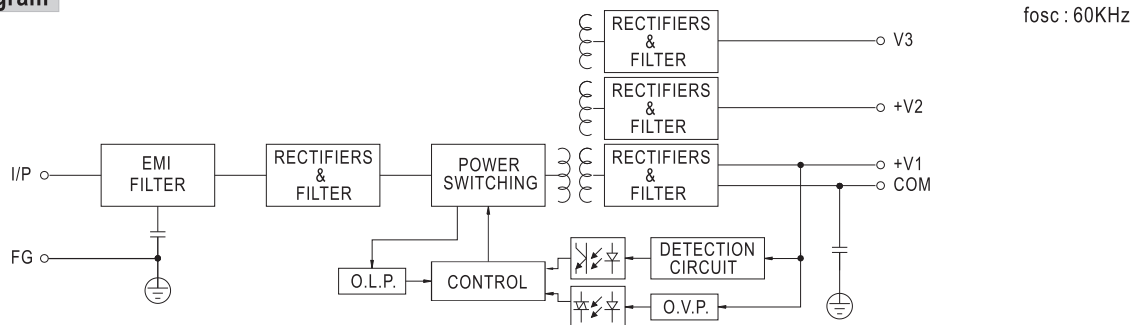 fosc : 60KHz
RECTIFIERS
&
FILTER
V3
RECTIFIERS
&
FILTER
+V2
I/P
EMI
FILTER
RECTIFIERS
&
FILTER
POWER
SWITCHING
RECTIFIERS
&
FILTER
+V1
COM
FG
O.L.P.
CONTROL
DETECTION
CIRCUIT
O.V.P.